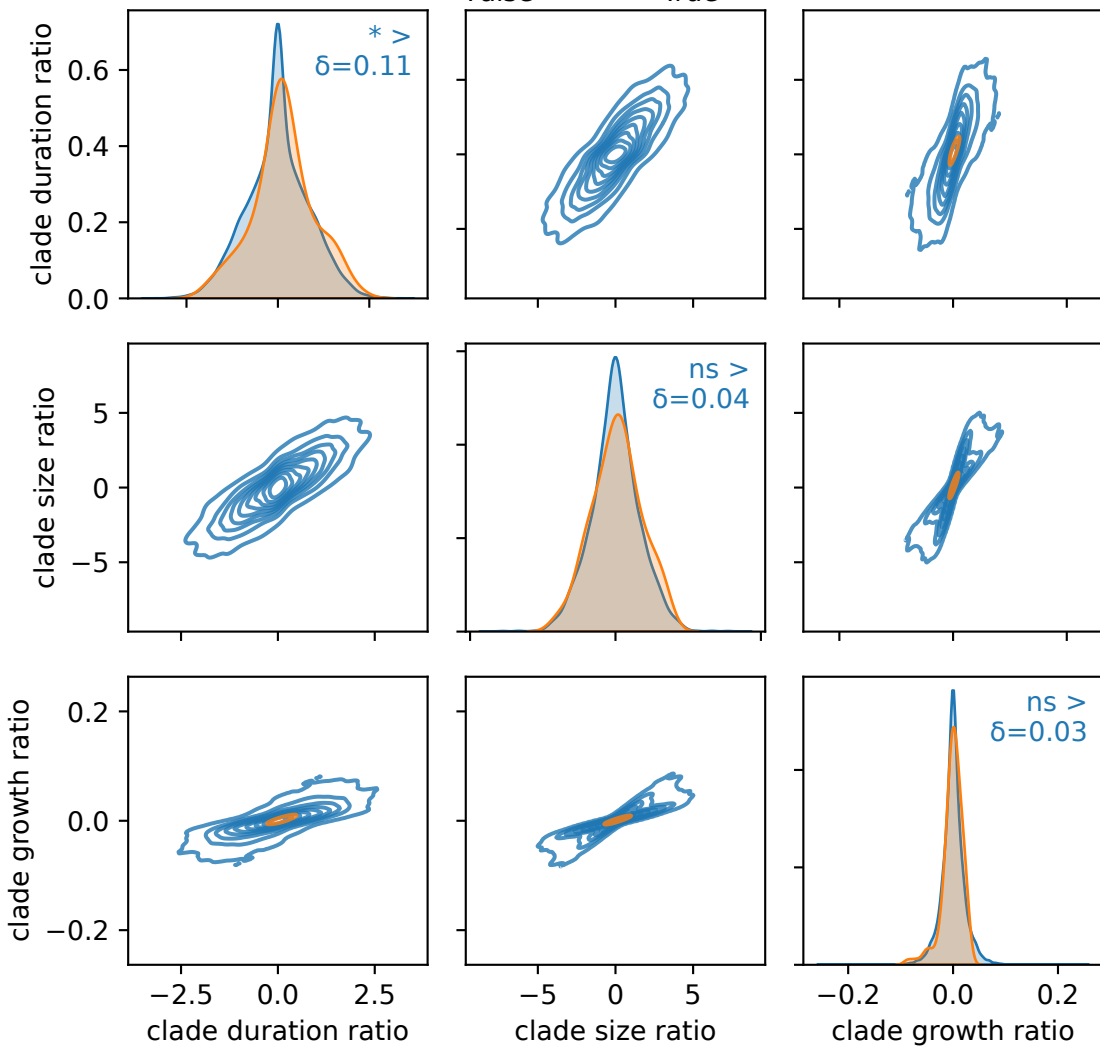 clade duration ratio
0.6
0.4
0.2
0.0
* >
δ=0.11
clade size ratio
5
0
−5
ns >
δ=0.04
clade growth ratio
0.2
0.0
−0.2
ns >
δ=0.03
−2.5 0.0 2.5
−5 0 5
−0.2 0.0 0.2
clade duration ratio
clade size ratio
clade growth ratio